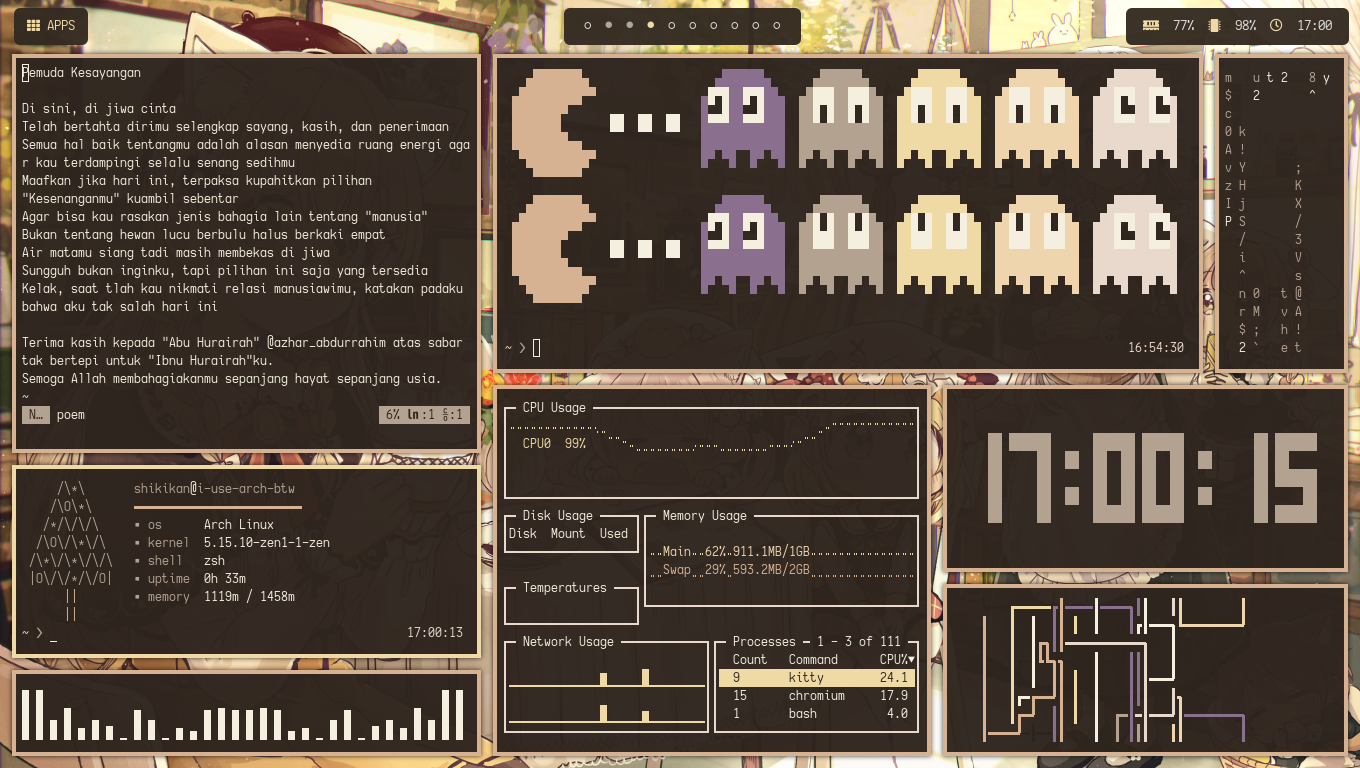 APPS
77% 98% 17:00
Pemuda Kesayangan
Di sini, di jiwa cinta
Telah bertahta dirimu selengkap sayang, kasih, dan penerimaan
Semua hal baik tentangmu adalah alasan menyedia ruang energi aga
r kau terdampingi selalu senang sedihmu
Maafkan jika hari ini, terpaksa kupahitkan pilihan
"Kesenanganmu" kuambil sebentar
Agar bisa kau rasakan jenis bahagia lain tentang "manusia"
Bukan tentang hewan lucu berbulu halus berkaki empat
Air matamu siang tadi masih membekas di jiwa
Sungguh bukan inginku, tapi pilihan ini saja yang tersedia
Kelak, saat tlah kau nikmati relasi manusiawimu, katakan padaku
bahwa aku tak salah hari ini
Terima kasih kepada "Abu Hurairah" @azhar_abdurrahim atas sabar
tak bertepi untuk "Ibnu Hurairah"ku.
Semoga Allah membahagiakanmu sepanjang hayat sepanjang usia.
~
N… poem 6% ln:1 :1
~ ❯ 16:54:30
m u t 2 8 y
$ 2 ^
c
0 k
A !
v Y ;
z H K
I j X
P S /
/ 3
i V
^ s
n 0 t @
r M v A
$ ; h !
2 ` e t
/\*\
/\O\*\
/*/\/\/\
/\O\/\*\/\
/\*\/\*\/\/\
|O\/\/*/\/O|
||
||
shikikan@i-use-arch-btw
▪ os Arch Linux
▪ kernel 5.15.10-zen1-1-zen
▪ shell zsh
▪ uptime 0h 33m
▪ memory 1119m / 1458m
~ ❯ _ 17:00:13
CPU Usage
CPU0 99%
Disk Usage
Disk Mount Used
Temperatures
Memory Usage
Main 62% 911.1MB/1GB
Swap 29% 593.2MB/2GB
Network Usage
Processes — 1 - 3 of 111
Count Command CPU%▼
9 kitty 24.1
15 chromium 17.9
1 bash 4.0
17:00:15